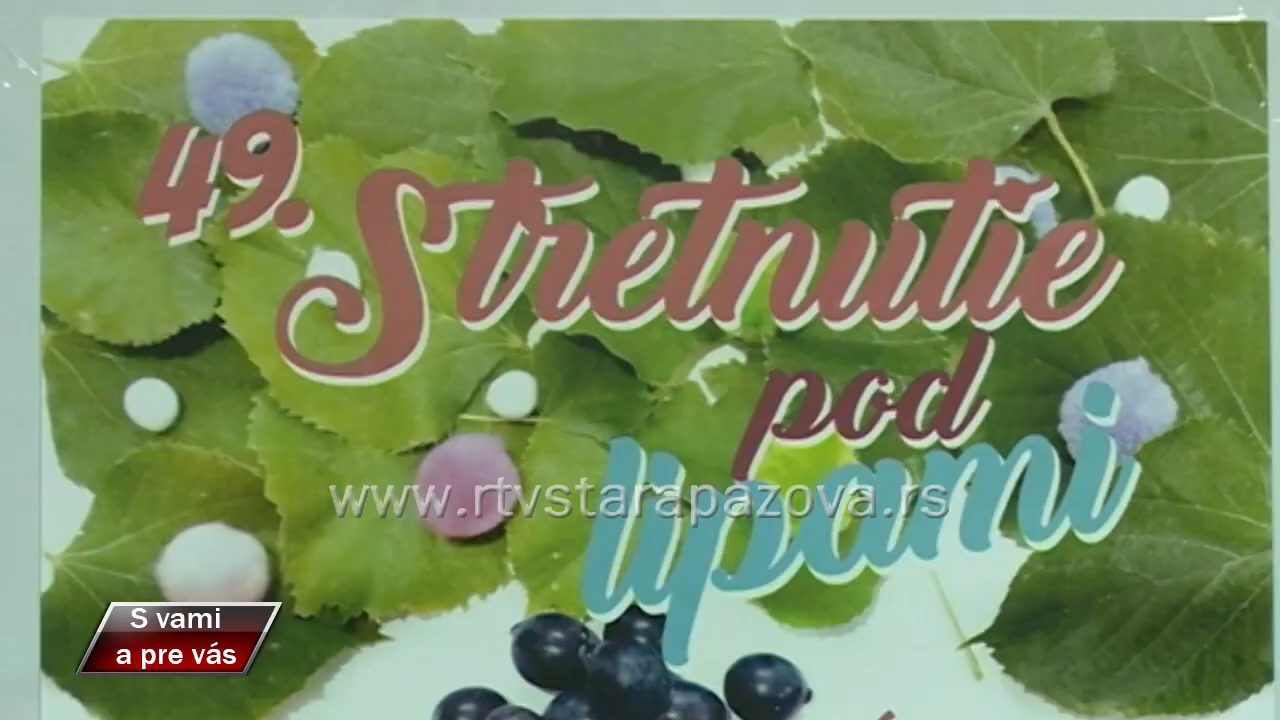 49. Stretnutie
pod
lipami
www.rtvstarapazova.rs
S vami
a pre vás